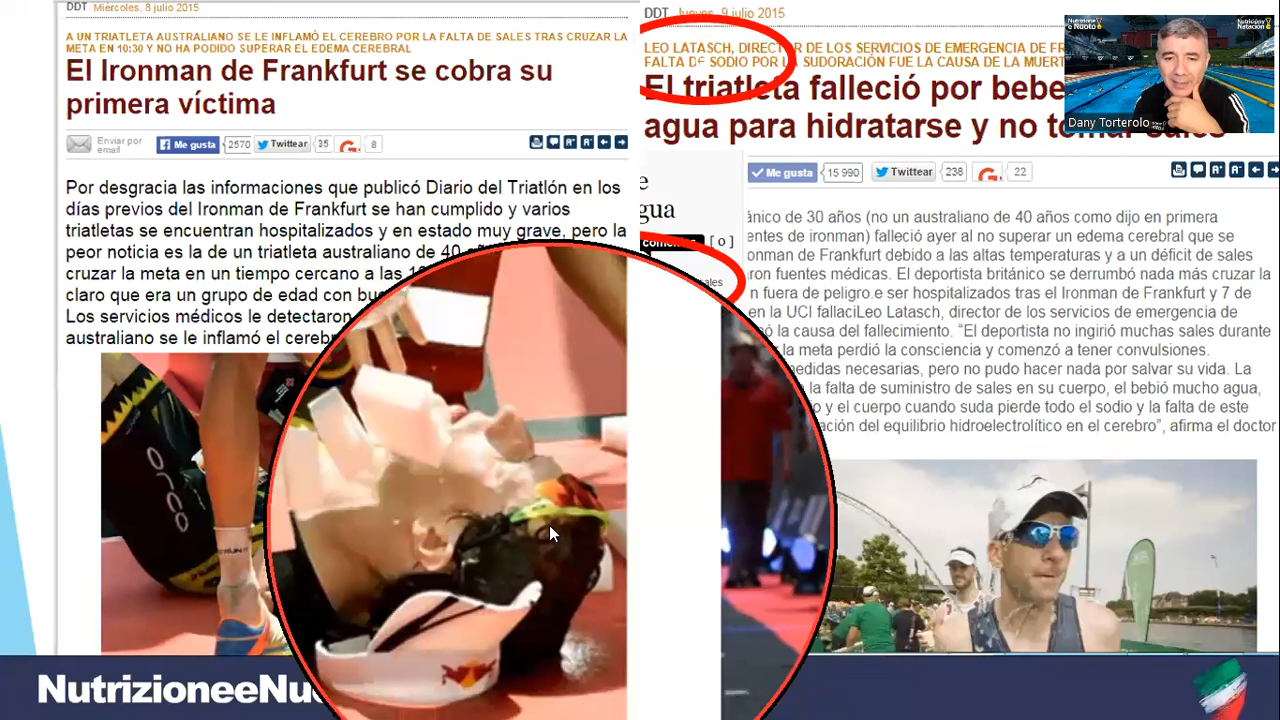 DDT Miércoles, 8 julio 2015
A UN TRIATLETA AUSTRALIANO SE LE INFLAMÓ EL CEREBRO POR LA FALTA DE SALES TRAS CRUZAR LA
META EN 10:30 Y NO HA PODIDO SUPERAR EL EDEMA CEREBRAL
El Ironman de Frankfurt se cobra su
primera víctima
Enviar por
email
Me gusta 2570 Twittear 35 8
Por desgracia las informaciones que publicó Diario del Triatlón en los
días previos del Ironman de Frankfurt se han cumplido y varios
triatletas se encuentran hospitalizados y en estado muy grave, pero la
peor noticia es la de un triatleta australiano de 40
cruzar la meta en un tiempo cercano a las
claro que era un grupo de edad con
Los servicios médicos le detectaron
australiano se le inflamó el
orca
Red Bull
NutrizioneeNu
DDT Jueves, 9 julio 2015
LEO LATASCH, DIRECTOR DE LOS SERVICIOS DE EMERGENCIA DE
FALTA DE SODIO POR LA SUDORACIÓN FUE LA CAUSA DE LA
El triatleta falleció por
agua para hidratarse y no
Me gusta 15 990 Twittear 238 22
e
gua
[ 0 ]
ales
de 30 años (no un australiano de 40 años como dijo en primera
de ironman) falleció ayer al no superar un edema cerebral que se
de Frankfurt debido a las altas temperaturas y a un déficit de sales
fuentes médicas. El deportista británico se derrumbó nada más cruzar la
n fuera de peligro.e ser hospitalizados tras el Ironman de Frankfurt y 7 de
en la UCI fallaciLeo Latasch, director de los servicios de emergencia de
la causa del fallecimiento. “El deportista no ingirió muchas sales durante
la meta perdió la consciencia y comenzó a tener convulsiones.
necesarias, pero no pudo hacer nada por salvar su vida. La
la falta de suministro de sales en su cuerpo, el bebió mucho agua,
y el cuerpo cuando suda pierde todo el sodio y la falta de este
del equilibrio hidroelectrolítico en el cerebro”, afirma el doctor
Nutrizione
e Nuoto
Nutrición y
Natación
Dany Torterolo